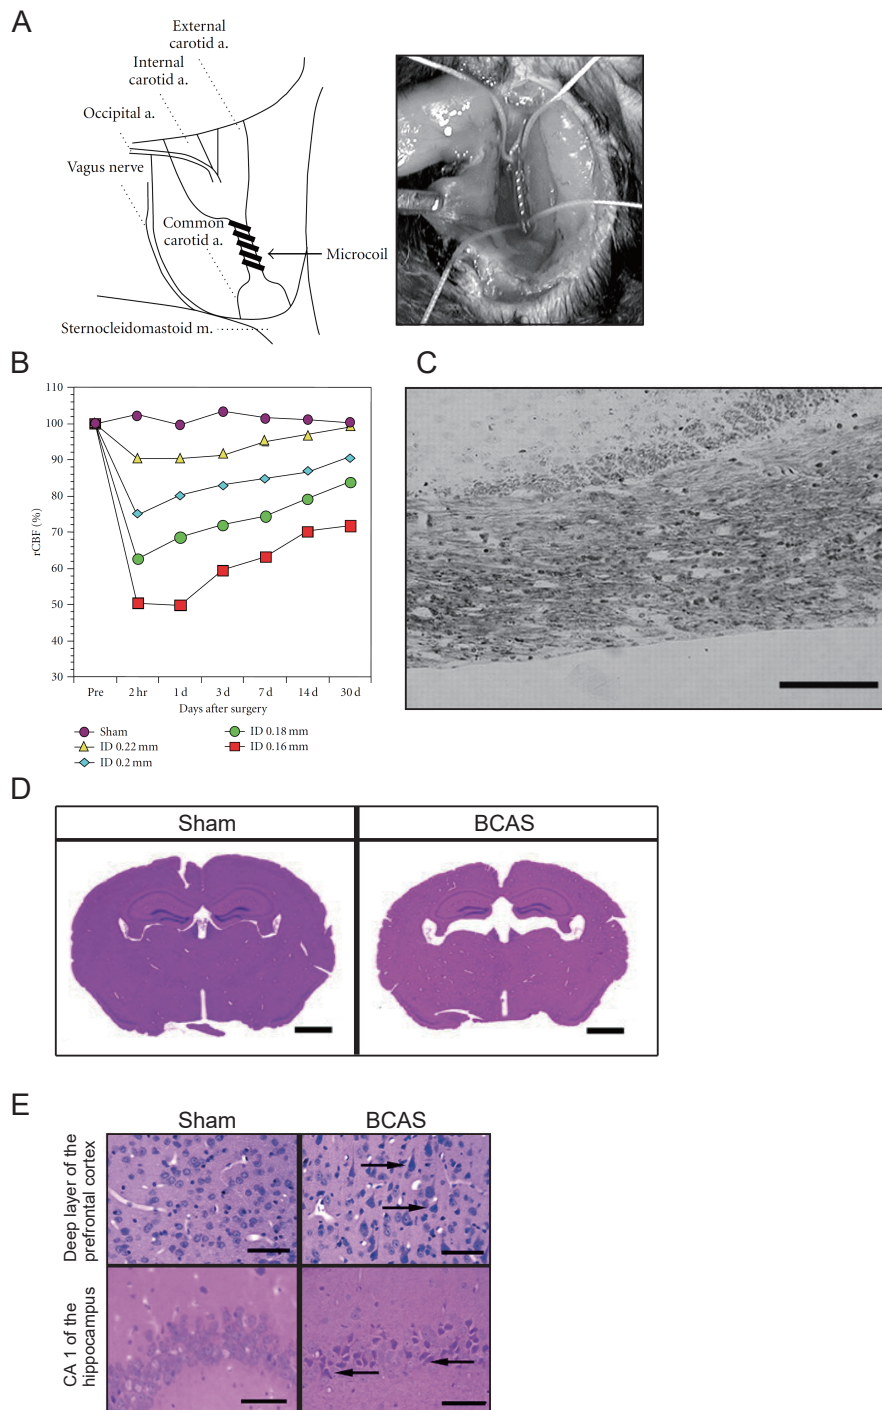 A
External
carotid a.
Internal
carotid a.
Occipital a.
Vagus nerve
Common
carotid a.
Microcoil
Sternocleidomastoid m.
B
110
100
90
80
70
60
50
40
30
rCBF (%)
Pre
2 hr
1 d
3 d
7 d
14 d
30 d
Days after surgery
Sham
ID 0.22 mm
ID 0.2 mm
ID 0.18 mm
ID 0.16 mm
C
D
Sham
BCAS
E
Sham
BCAS
Deep layer of the
prefrontal cortex
CA 1 of the
hippocampus